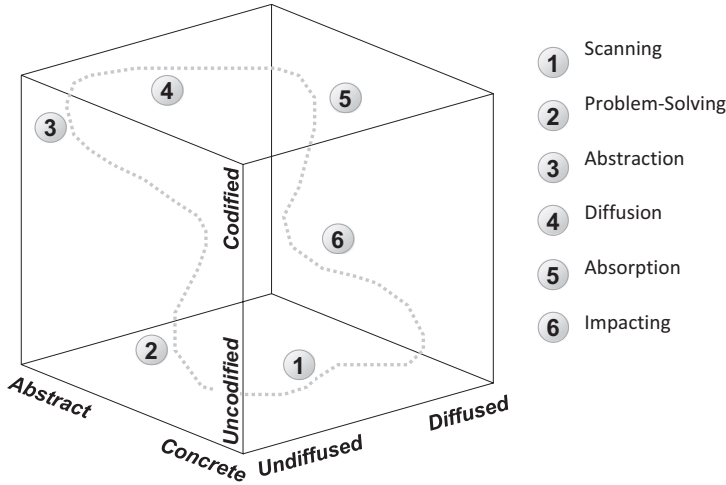 1 Scanning
2 Problem-Solving
3 Abstraction
4 Diffusion
5 Absorption
6 Impacting
4
5
3
Codified
6
2
Uncodified
1
Abstract
Concrete
Undiffused
Diffused